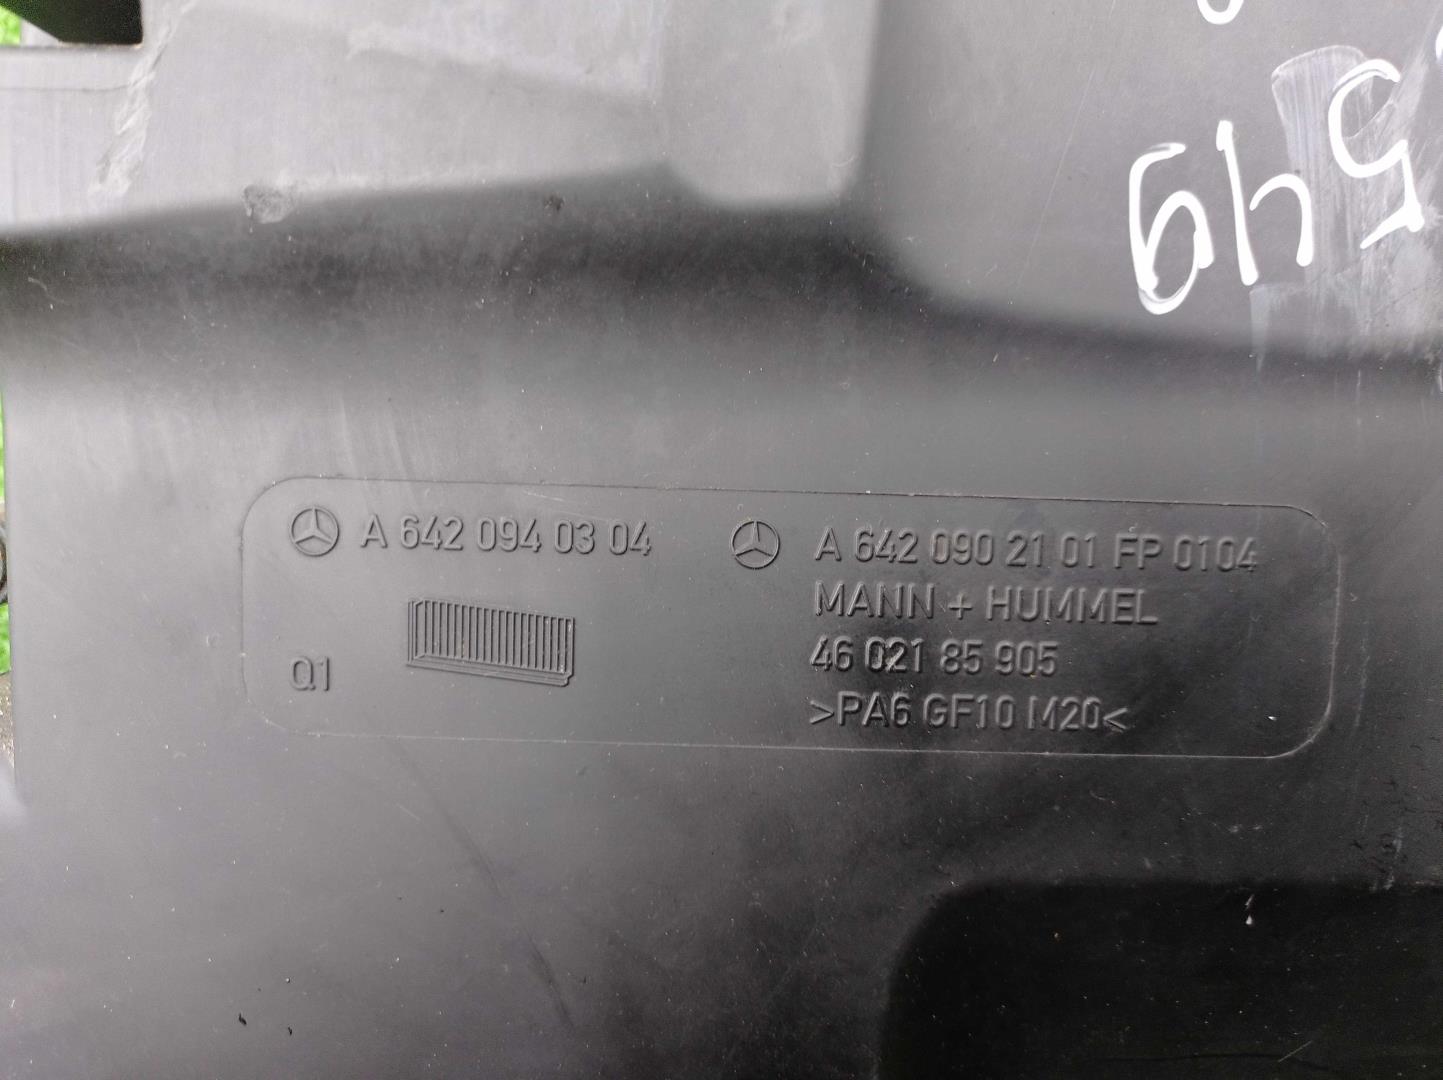 549
A 642 094 03 04
Q1
A 642 090 21 01 FP 0104
MANN + HUMMEL
46 021 85 905
>PA6 GF10 M20<